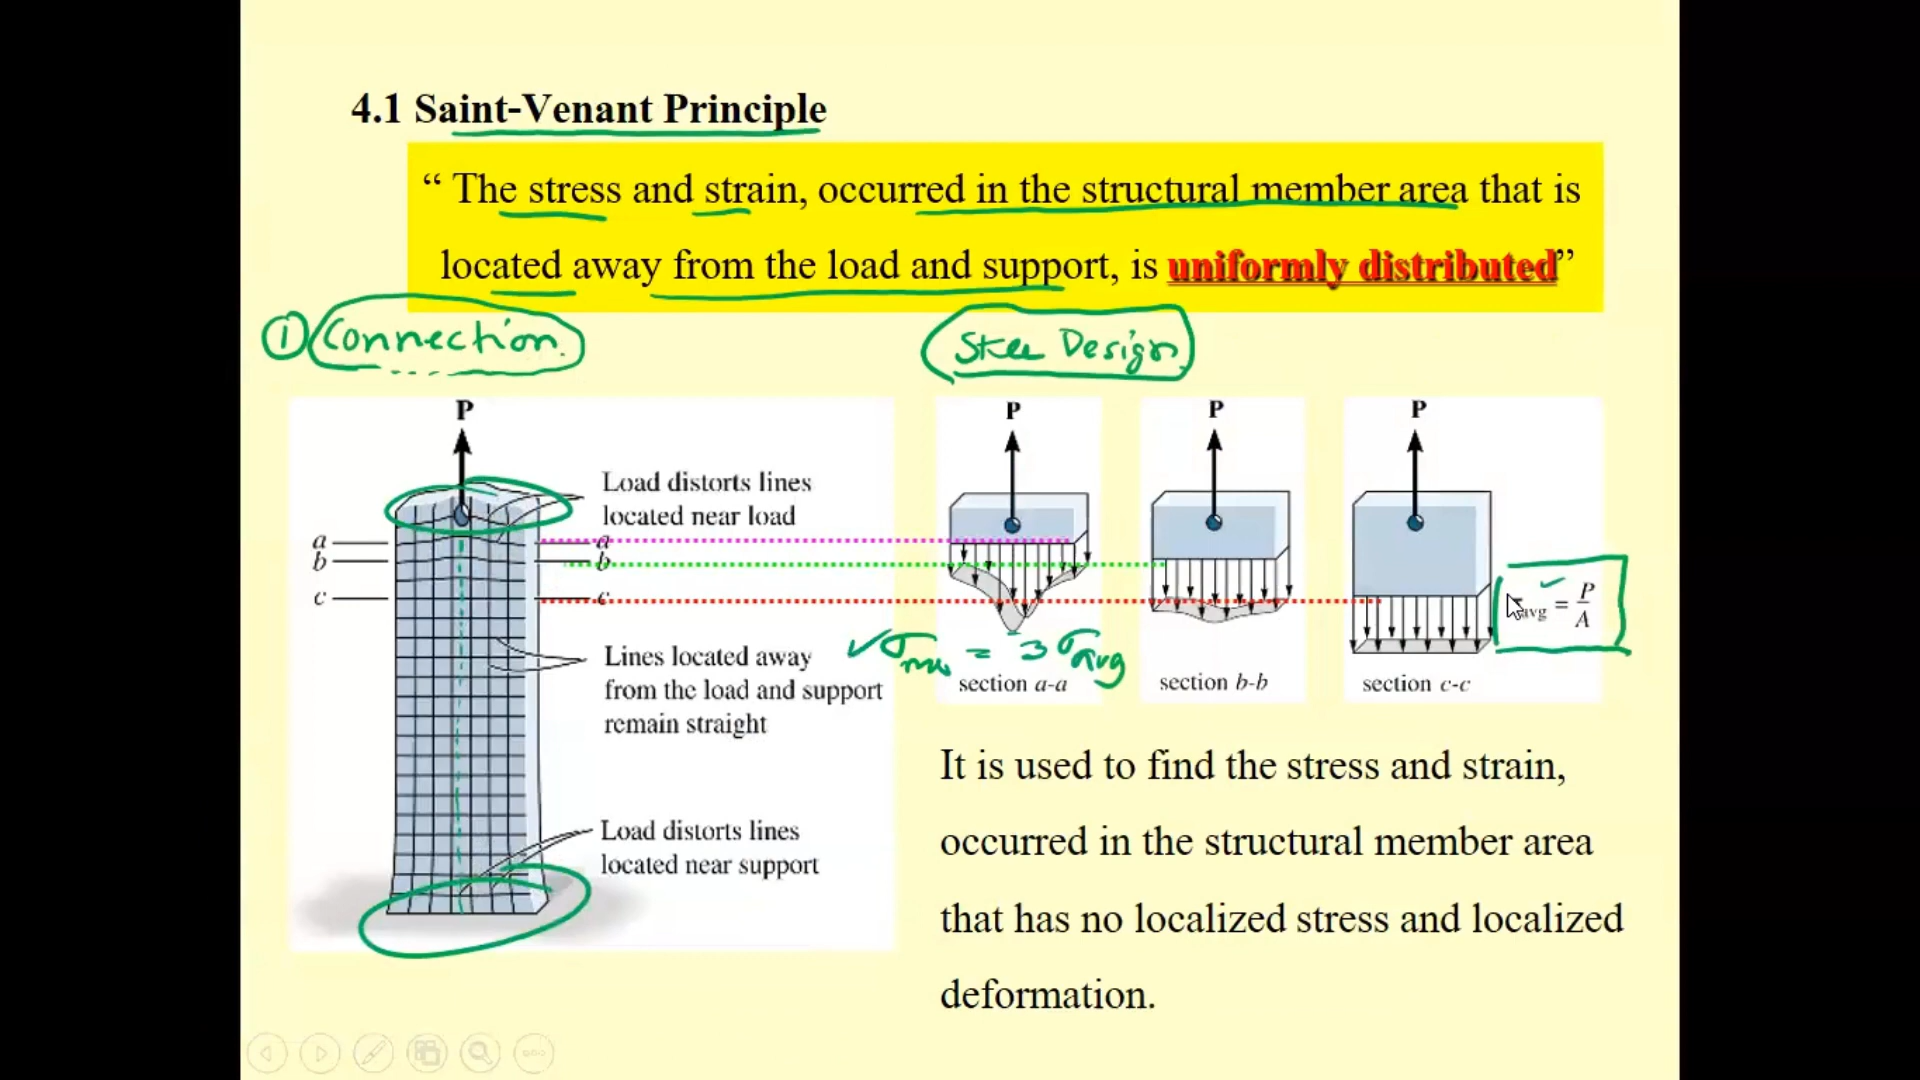 4.1 Saint-Venant Principle
“ The stress and strain, occurred in the structural member area that is
located away from the load and support, is uniformly distributed”
① Connection.
Steel Design
P
Load distorts lines
located near load
a a
b b
c c
Lines located away
from the load and support
remain straight
Load distorts lines
located near support
P
P
P
= 3 σavg
avg = P
A
section a-a
section b-b
section c-c
It is used to find the stress and strain,
occurred in the structural member area
that has no localized stress and localized
deformation.